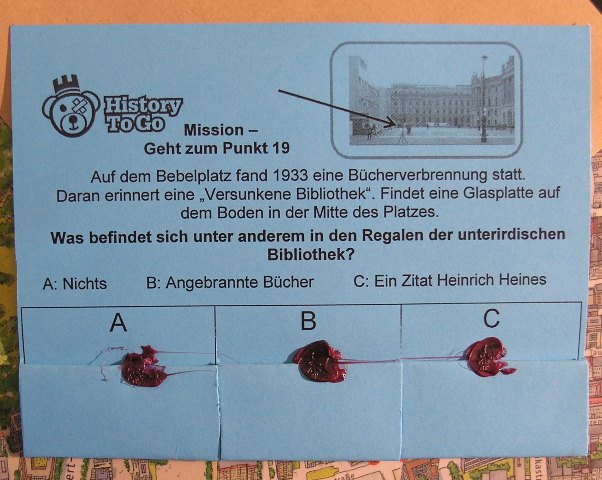 History
ToGo
Mission –
Geht zum Punkt 19
Auf dem Bebelplatz fand 1933 eine Bücherverbrennung statt.
Daran erinnert eine „Versunkene Bibliothek“. Findet eine Glasplatte auf
dem Boden in der Mitte des Platzes.
Was befindet sich unter anderem in den Regalen der unterirdischen
Bibliothek?
A: Nichts B: Angebrannte Bücher C: Ein Zitat Heinrich Heines
A B C